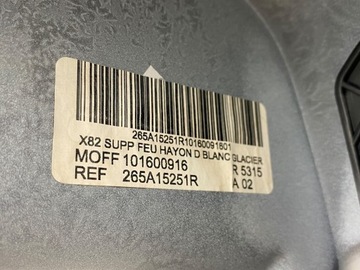 265A15251R10160091601
X82 SUPP FEU HAYON D BLANC GLACIER
MOFF 101600916 R 5315
REF 265A15251R A 02